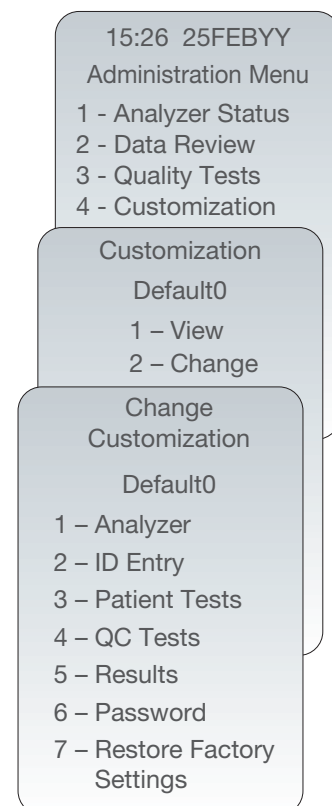 15:26 25FEBYY
Administration Menu
1 - Analyzer Status
2 - Data Review
3 - Quality Tests
4 - Customization
Customization
Default0
1 – View
2 – Change
Change
Customization
Default0
1 – Analyzer
2 – ID Entry
3 – Patient Tests
4 – QC Tests
5 – Results
6 – Password
7 – Restore Factory
Settings